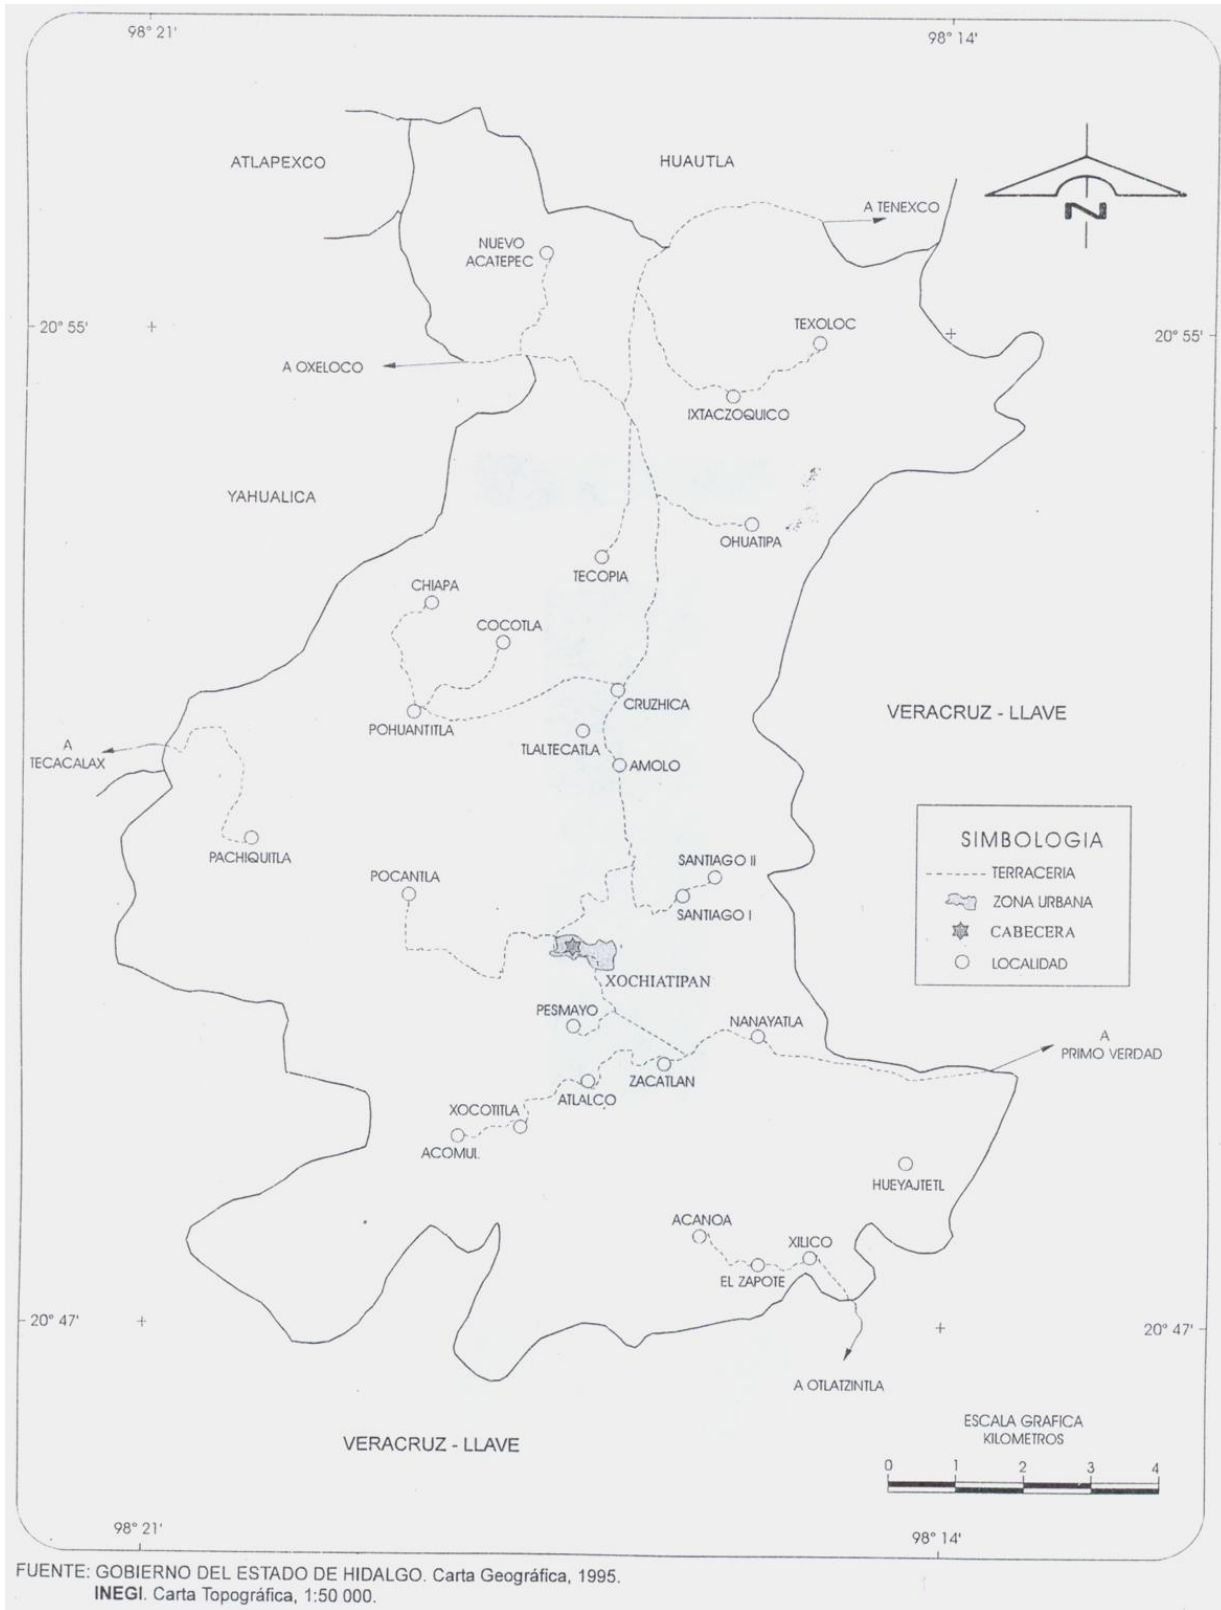 98° 21'
98° 14'
ATLAPEXCO
HUAUTLA
N
A TENEXCO
NUEVO
ACATEPEC
20° 55'
TEXOLOC
20° 55'
A OXELOCO
IXTACZOQUICO
YAHUALICA
OHUATIPA
TECOPIA
CHIAPA
COCOTLA
CRUZHICA
POHUANTITLA
VERACRUZ - LLAVE
TLALTECATLA
A
TECACALAX
AMOLO
PACHIQUITLA
SIMBOLOGIA
TERRACERIA
ZONA URBANA
CABECERA
LOCALIDAD
POCANTLA
SANTIAGO II
SANTIAGO I
XOCHIATIPAN
PESMAYO
NANAYATLA
A
PRIMO VERDAD
ZACATLAN
ATLALCO
XOCOTITLA
ACOMUL.
HUEYAJTETL
ACANOA
XILICO
EL ZAPOTE
20° 47'
20° 47'
A OTLATZINTLA
VERACRUZ - LLAVE
ESCALA GRAFICA
KILOMETROS
0 1 2 3 4
98° 21'
98° 14'
FUENTE: GOBIERNO DEL ESTADO DE HIDALGO. Carta Geográfica, 1995.
INEGI. Carta Topográfica, 1:50 000.